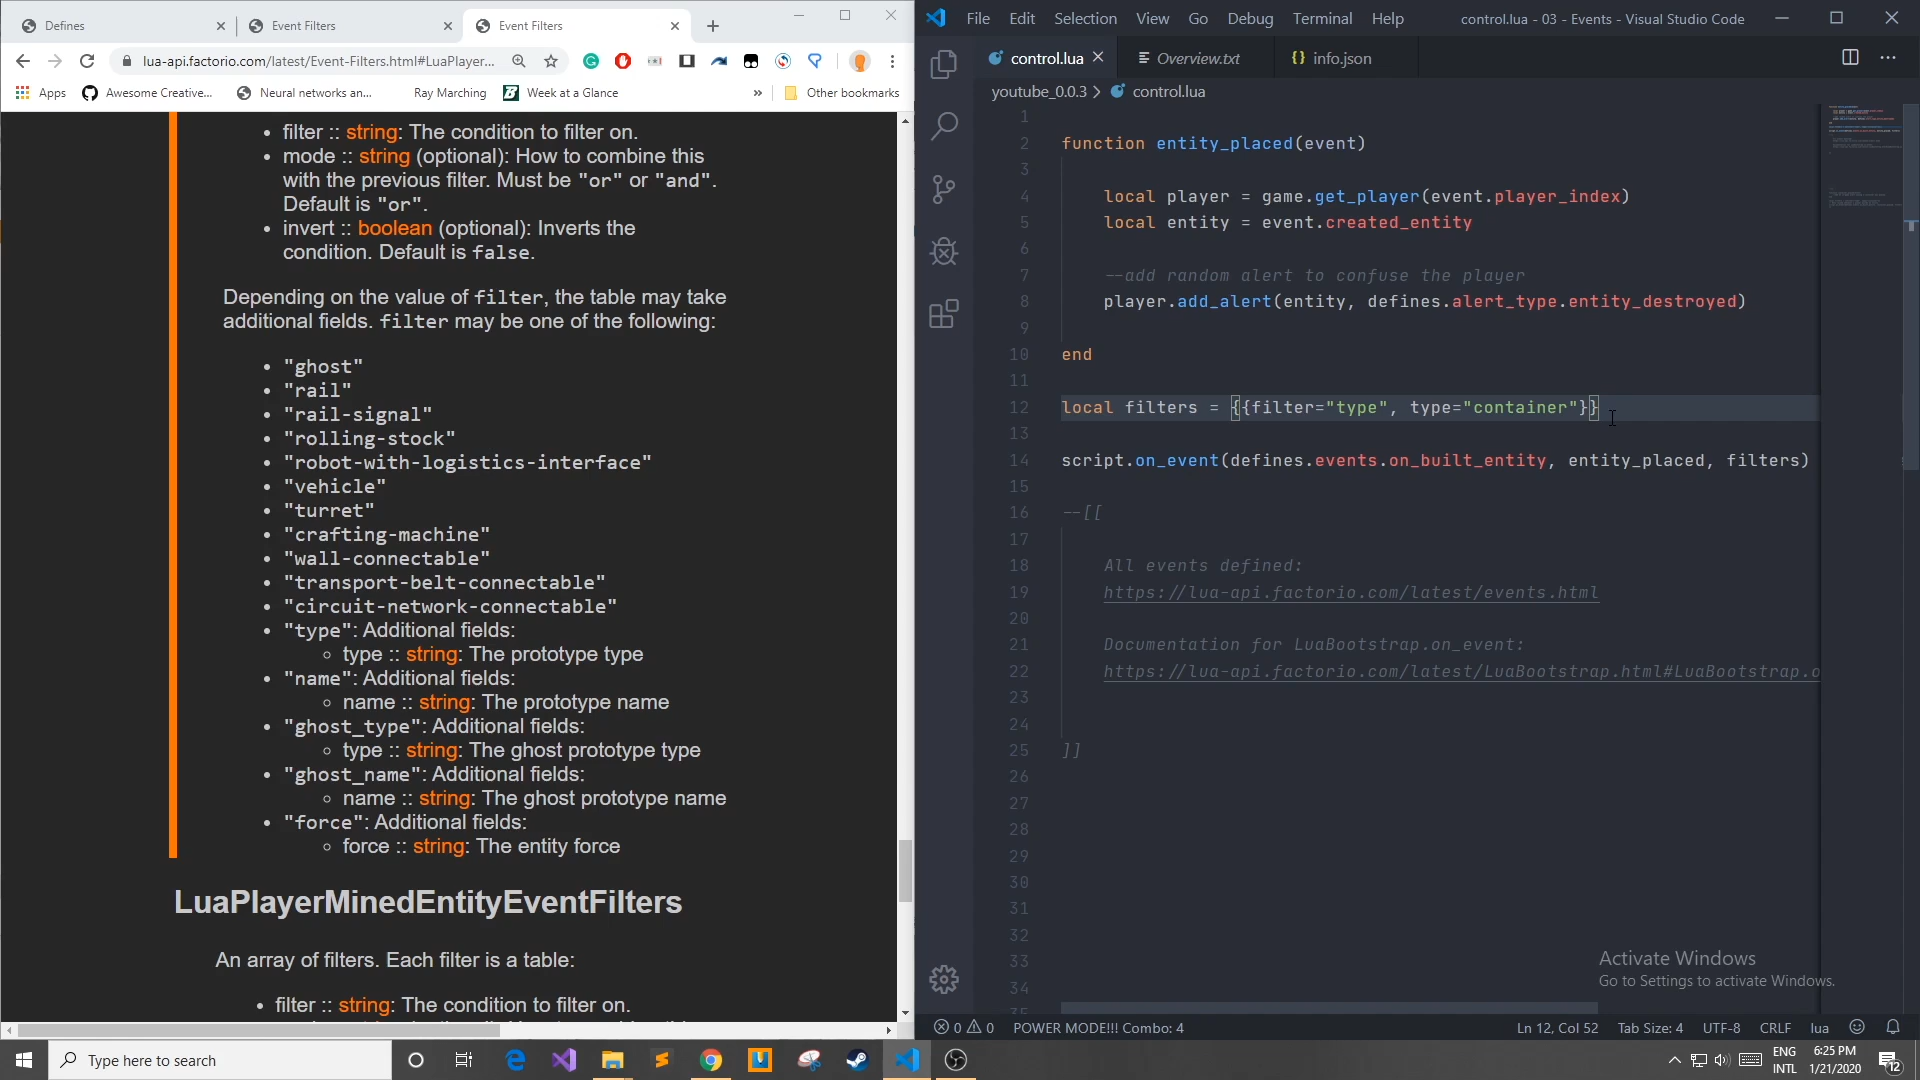 Defines
Event Filters
Event Filters
lua-api.factorio.com/latest/Event-Filters.html#LuaPlayer...
Apps
Awesome Creative...
Neural networks an...
Ray Marching
Week at a Glance
»
Other bookmarks
• filter :: string: The condition to filter on.
• mode :: string (optional): How to combine this
with the previous filter. Must be "or" or "and".
Default is "or".
• invert :: boolean (optional): Inverts the
condition. Default is false.
Depending on the value of filter, the table may take
additional fields. filter may be one of the following:
• "ghost"
• "rail"
• "rail-signal"
• "rolling-stock"
• "robot-with-logistics-interface"
• "vehicle"
• "turret"
• "crafting-machine"
• "wall-connectable"
• "transport-belt-connectable"
• "circuit-network-connectable"
• "type": Additional fields:
◦ type :: string: The prototype type
• "name": Additional fields:
◦ name :: string: The prototype name
• "ghost_type": Additional fields:
◦ type :: string: The ghost prototype type
• "ghost_name": Additional fields:
◦ name :: string: The ghost prototype name
• "force": Additional fields:
◦ force :: string: The entity force
LuaPlayerMinedEntityEventFilters
An array of filters. Each filter is a table:
• filter :: string: The condition to filter on.
File Edit Selection View Go Debug Terminal Help
control.lua - 03 - Events - Visual Studio Code
control.lua
Overview.txt
{} info.json
youtube_0.0.3 > control.lua
1
2 function entity_placed(event)
3
4 local player = game.get_player(event.player_index)
5 local entity = event.created_entity
6
7 --add random alert to confuse the player
8 player.add_alert(entity, defines.alert_type.entity_destroyed)
9
10 end
11
12 local filters = {{filter="type", type="container"}}
13
14 script.on_event(defines.events.on_built_entity, entity_placed, filters)
15
16 --[[
17
18 All events defined:
19 https://lua-api.factorio.com/latest/events.html
20
21 Documentation for LuaBootstrap.on_event:
22 https://lua-api.factorio.com/latest/LuaBootstrap.html#LuaBootstrap.o
23
24
25 ]]
26
27
28
29
30
31
32
33
34
35
Activate Windows
Go to Settings to activate Windows.
0 0 POWER MODE!!! Combo: 4
Ln 12, Col 52 Tab Size: 4 UTF-8 CRLF lua
Type here to search
ENG
INTL
6:25 PM
1/21/2020
12